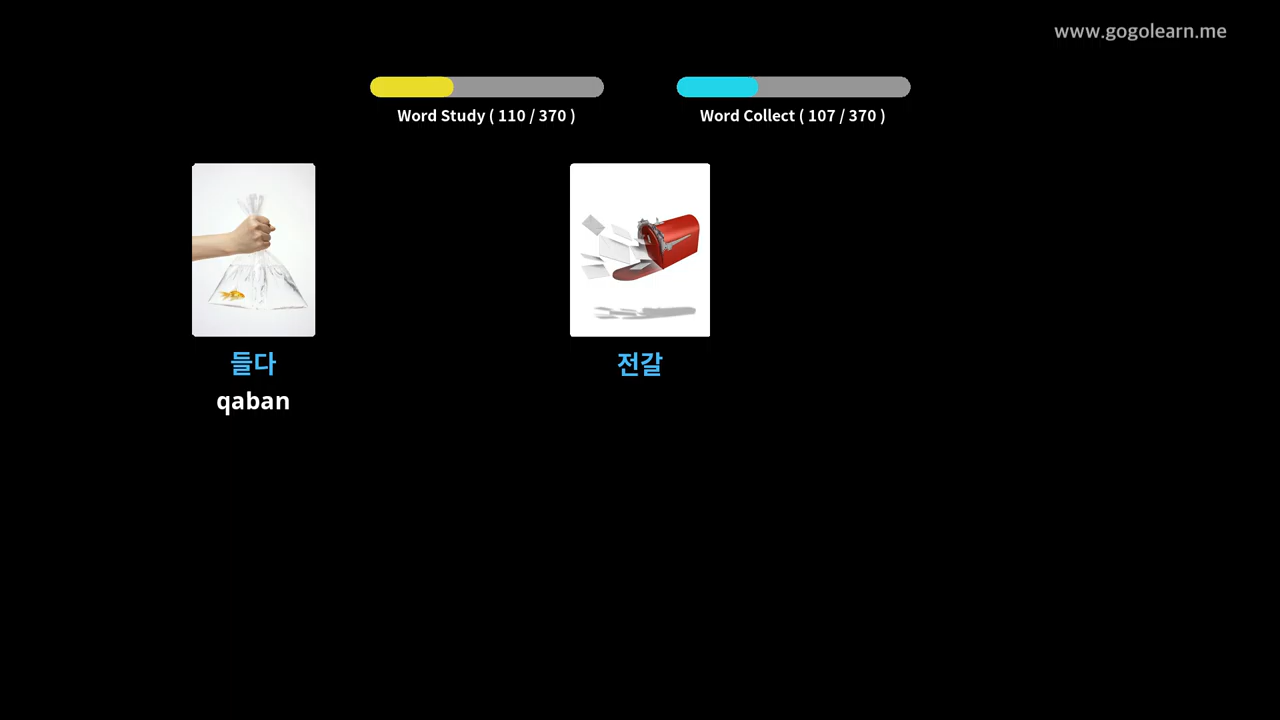 www.gogolearn.me
Word Study ( 110 / 370 )
Word Collect ( 107 / 370 )
들다
qaban
전갈